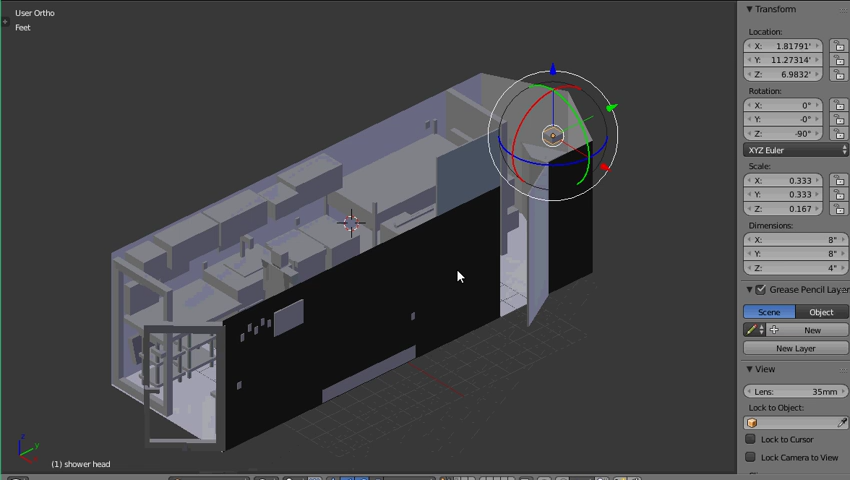 User Ortho
Feet
Transform
Location:
X: 1.81791'
Y: 11.27314'
Z: 6.9832'
Rotation:
X: 0°
Y: -0°
Z: -90°
XYZ Euler
Scale:
X: 0.333
Y: 0.333
Z: 0.167
Dimensions:
X: 8"
Y: 8"
Z: 4"
Grease Pencil Layer
Scene Object
New
New Layer
View
Lens: 35mm
Lock to Object:
Lock to Cursor
Lock Camera to View
z
y
(1) shower head